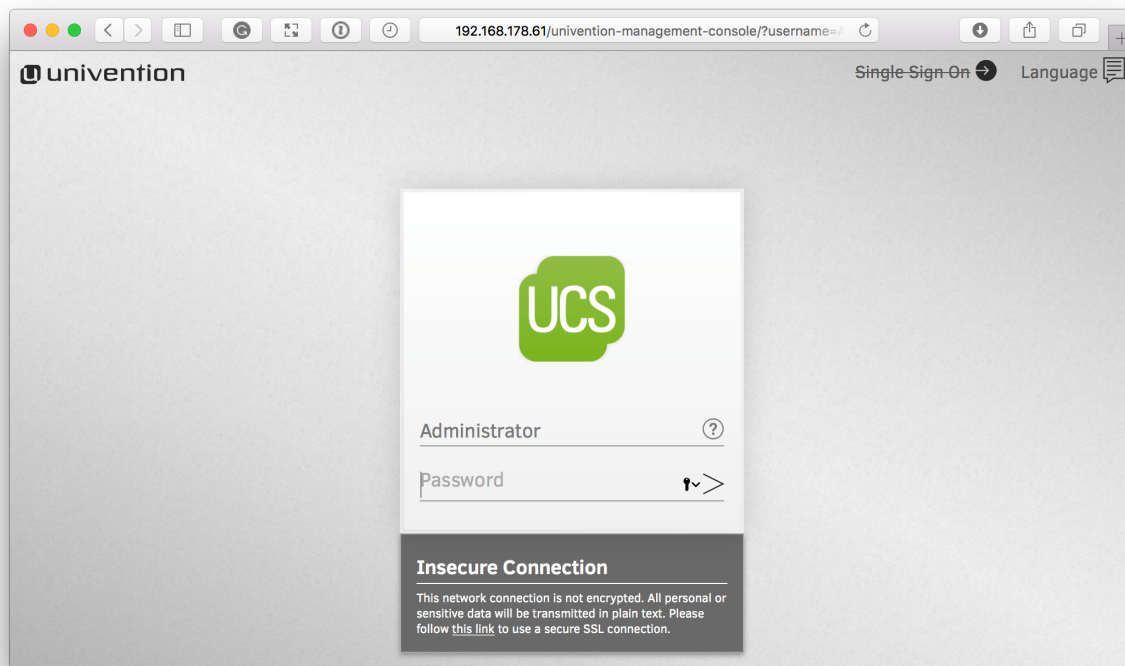 192.168.178.61/univention-management-console/?username=
univention
Single Sign On
Language
UCS
Administrator
?
Password
Insecure Connection
This network connection is not encrypted. All personal or
sensitive data will be transmitted in plain text. Please
follow this link to use a secure SSL connection.